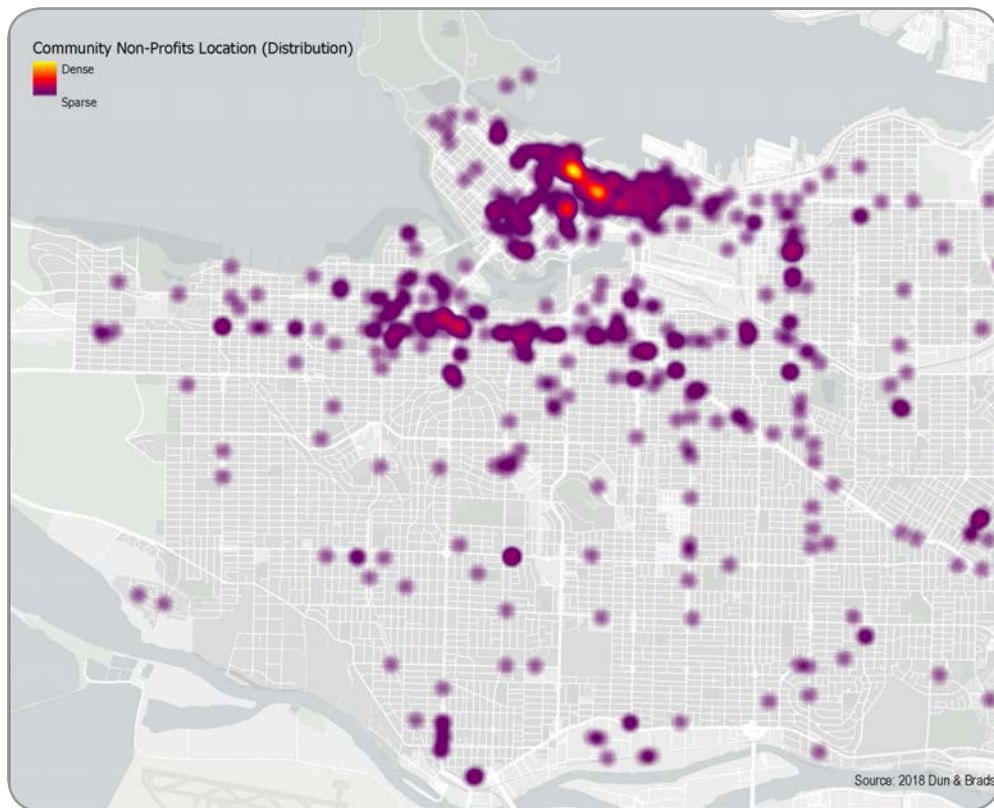 Community Non-Profits Location (Distribution)
Dense
Sparse
Source: 2018 Dun & Brads